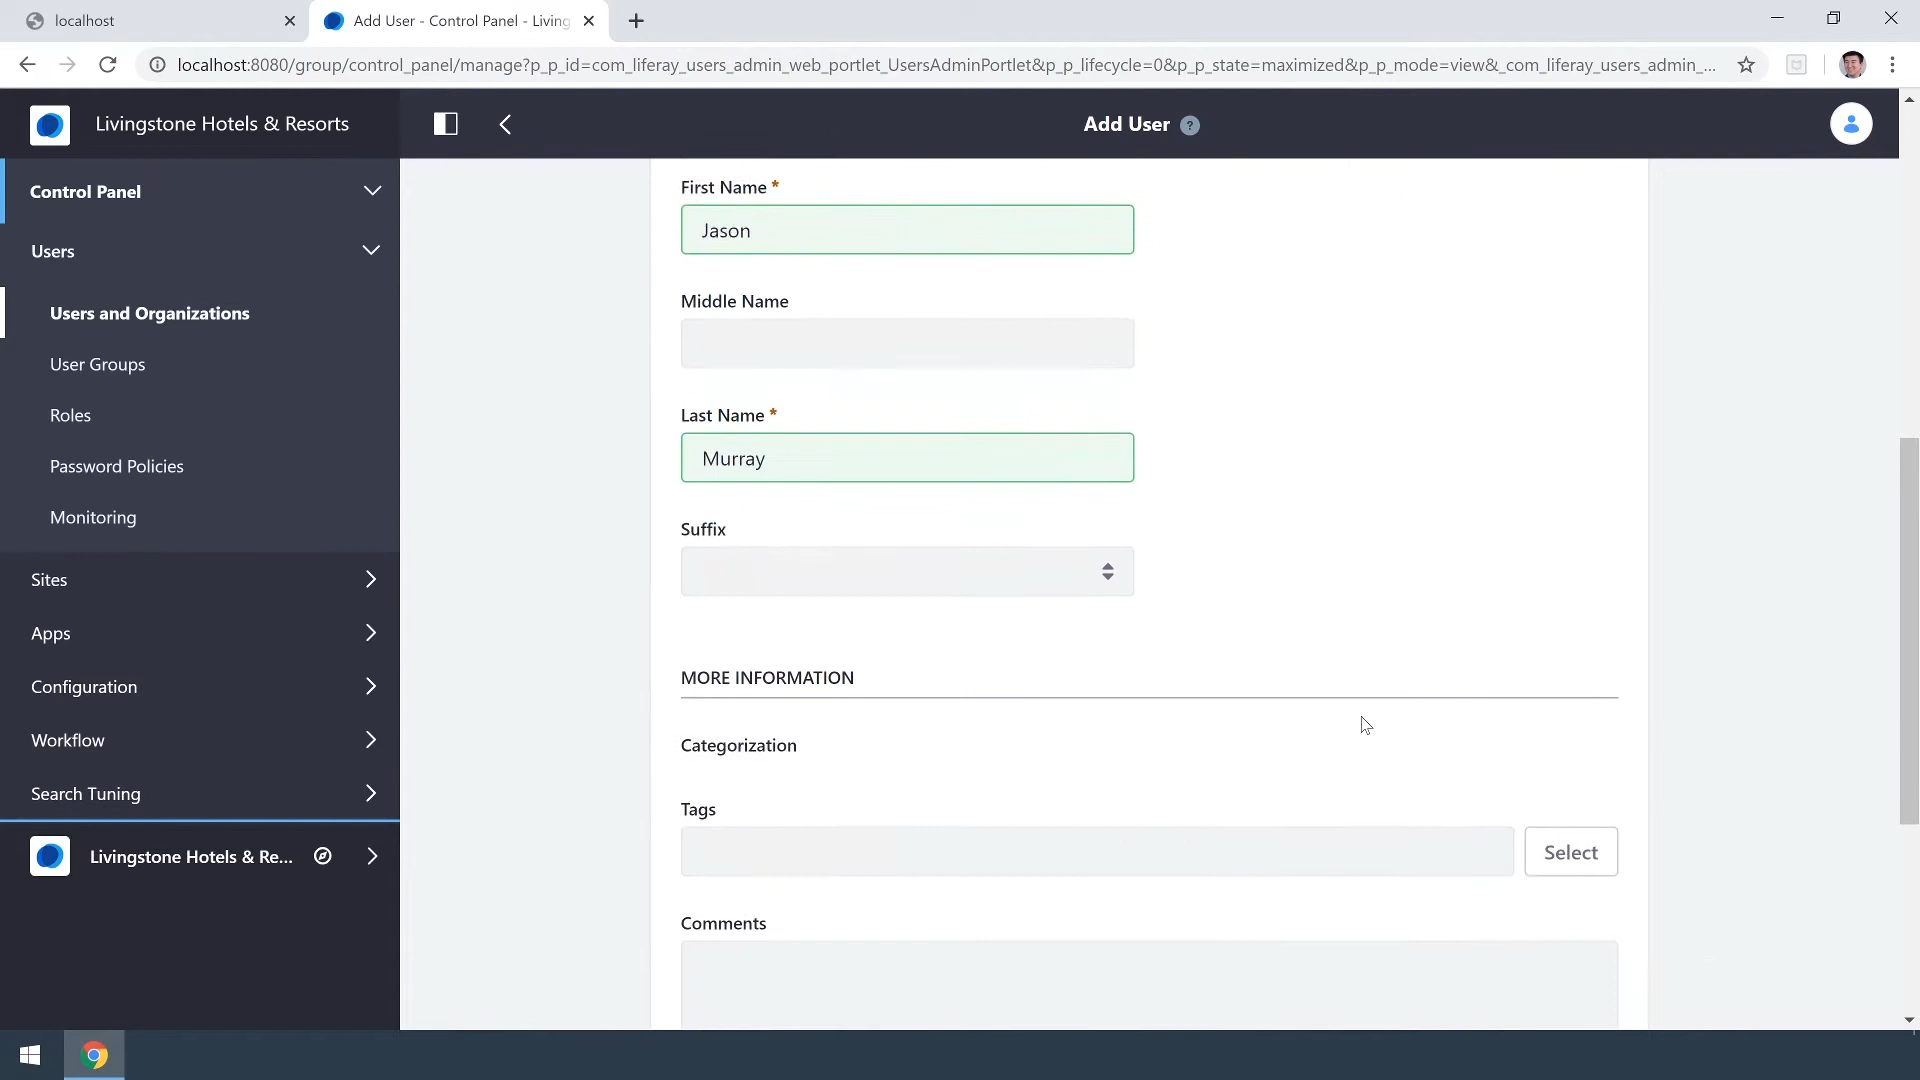 localhost
Add User - Control Panel - Living
localhost:8080/group/control_panel/manage?p_p_id=com_liferay_users_admin_web_portlet_UsersAdminPortlet&p_p_lifecycle=0&p_p_state=maximized&p_p_mode=view&_com_liferay_users_admin_...
Livingstone Hotels & Resorts
Add User ?
Control Panel
Users
Users and Organizations
User Groups
Roles
Password Policies
Monitoring
Sites
Apps
Configuration
Workflow
Search Tuning
Livingstone Hotels & Re...
First Name *
Jason
Middle Name
Last Name *
Murray
Suffix
MORE INFORMATION
Categorization
Tags
Select
Comments